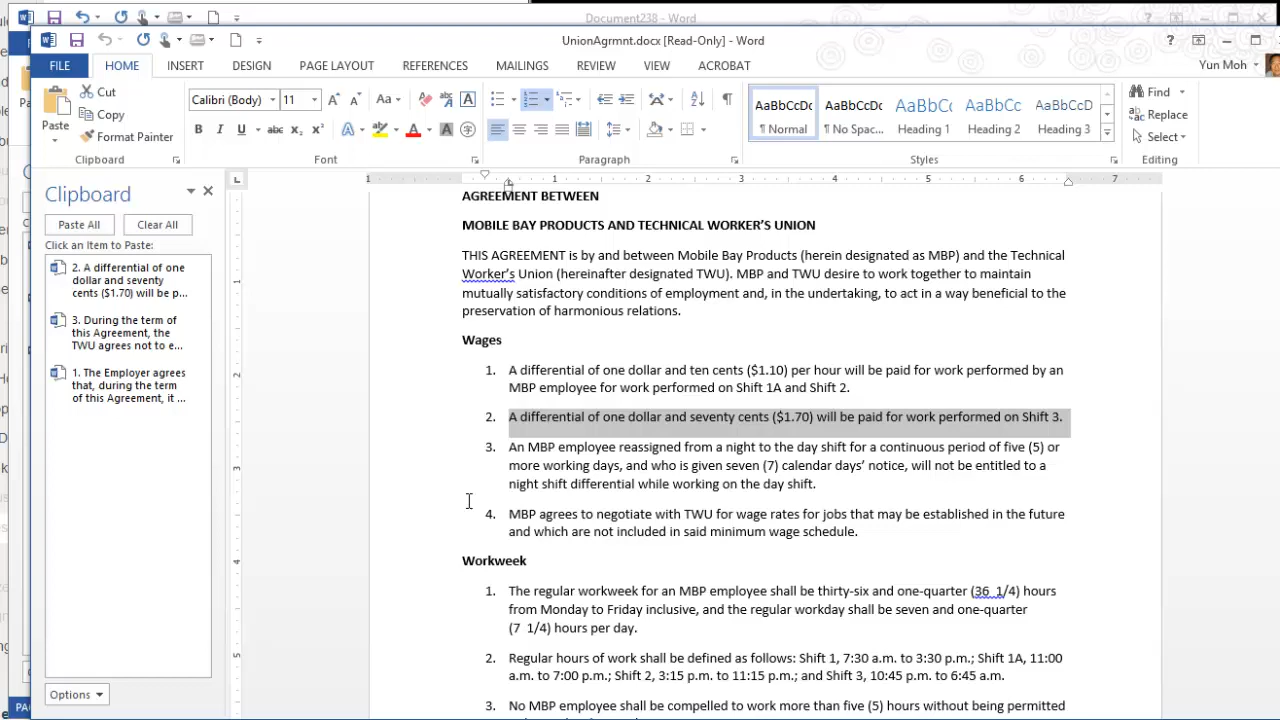 Document238 - Word
UnionAgrmnt.docx [Read-Only] - Word
FILE HOME INSERT DESIGN PAGE LAYOUT REFERENCES MAILINGS REVIEW VIEW ACROBAT Yun Moh
Paste
Cut
Copy
Format Painter
Calibri (Body) 11
AaBbCcDc AaBbCcDc AaBbC AaBbCc AaBbCcD
¶ Normal ¶ No Spac... Heading 1 Heading 2 Heading 3
Find
Replace
Select
Clipboard Font Paragraph Styles Editing
Clipboard
Paste All Clear All
Click an Item to Paste:
2. A differential of one
dollar and seventy
cents ($1.70) will be p...
3. During the term of
this Agreement, the
TWU agrees not to e...
1. The Employer agrees
that, during the term
of this Agreement, it ...
Options
1 1 2 3 4 5 6 7
AGREEMENT BETWEEN
MOBILE BAY PRODUCTS AND TECHNICAL WORKER’S UNION
THIS AGREEMENT is by and between Mobile Bay Products (herein designated as MBP) and the Technical
Worker’s Union (hereinafter designated TWU). MBP and TWU desire to work together to maintain
mutually satisfactory conditions of employment and, in the undertaking, to act in a way beneficial to the
preservation of harmonious relations.
Wages
1. A differential of one dollar and ten cents ($1.10) per hour will be paid for work performed by an
MBP employee for work performed on Shift 1A and Shift 2.
2. A differential of one dollar and seventy cents ($1.70) will be paid for work performed on Shift 3.
3. An MBP employee reassigned from a night to the day shift for a continuous period of five (5) or
more working days, and who is given seven (7) calendar days’ notice, will not be entitled to a
night shift differential while working on the day shift.
4. MBP agrees to negotiate with TWU for wage rates for jobs that may be established in the future
and which are not included in said minimum wage schedule.
Workweek
1. The regular workweek for an MBP employee shall be thirty-six and one-quarter (36 1/4) hours
from Monday to Friday inclusive, and the regular workday shall be seven and one-quarter
(7 1/4) hours per day.
2. Regular hours of work shall be defined as follows: Shift 1, 7:30 a.m. to 3:30 p.m.; Shift 1A, 11:00
a.m. to 7:00 p.m.; Shift 2, 3:15 p.m. to 11:15 p.m.; and Shift 3, 10:45 p.m. to 6:45 a.m.
3. No MBP employee shall be compelled to work more than five (5) hours without being permitted